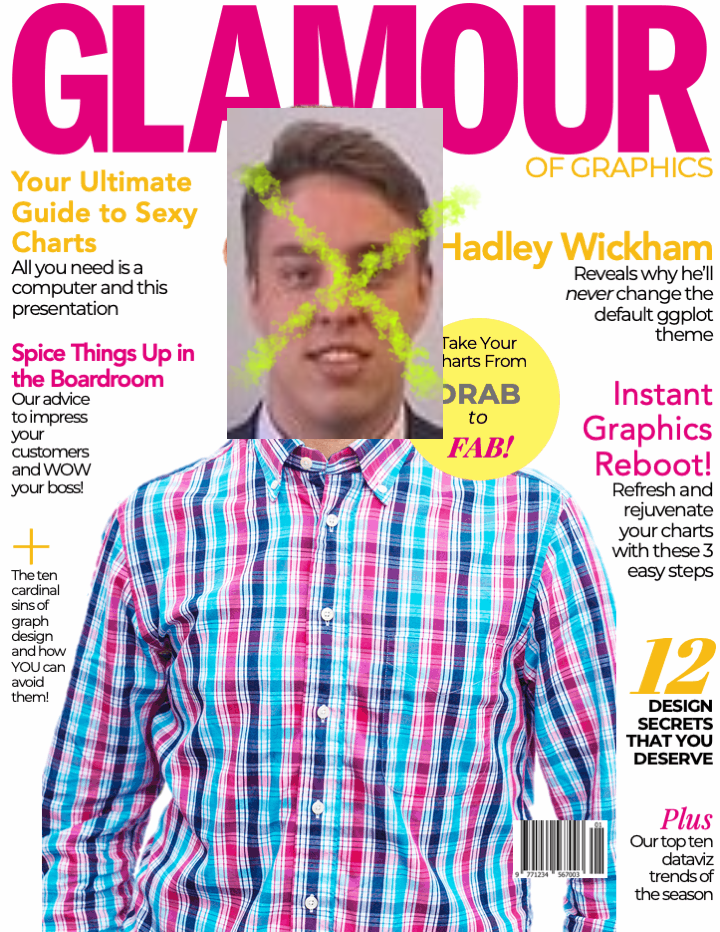 GLAMOUR
OF GRAPHICS
Your Ultimate
Guide to Sexy
Charts
All you need is a
computer and this
presentation
Spice Things Up in
the Boardroom
Our advice
to impress
your
customers
and WOW
your boss!
+
The ten
cardinal
sins of
graph
design
and how
YOU can
avoid
them!
Hadley Wickham
Reveals why he'll
never change the
default ggplot
theme
Take Your
harts From
DRAB
to
FAB!
Instant
Graphics
Reboot!
Refresh and
rejuvenate
your charts
with these 3
easy steps
12
DESIGN
SECRETS
THAT YOU
DESERVE
Plus
Our top ten
dataviz
trends of
the season
9 771234 567003